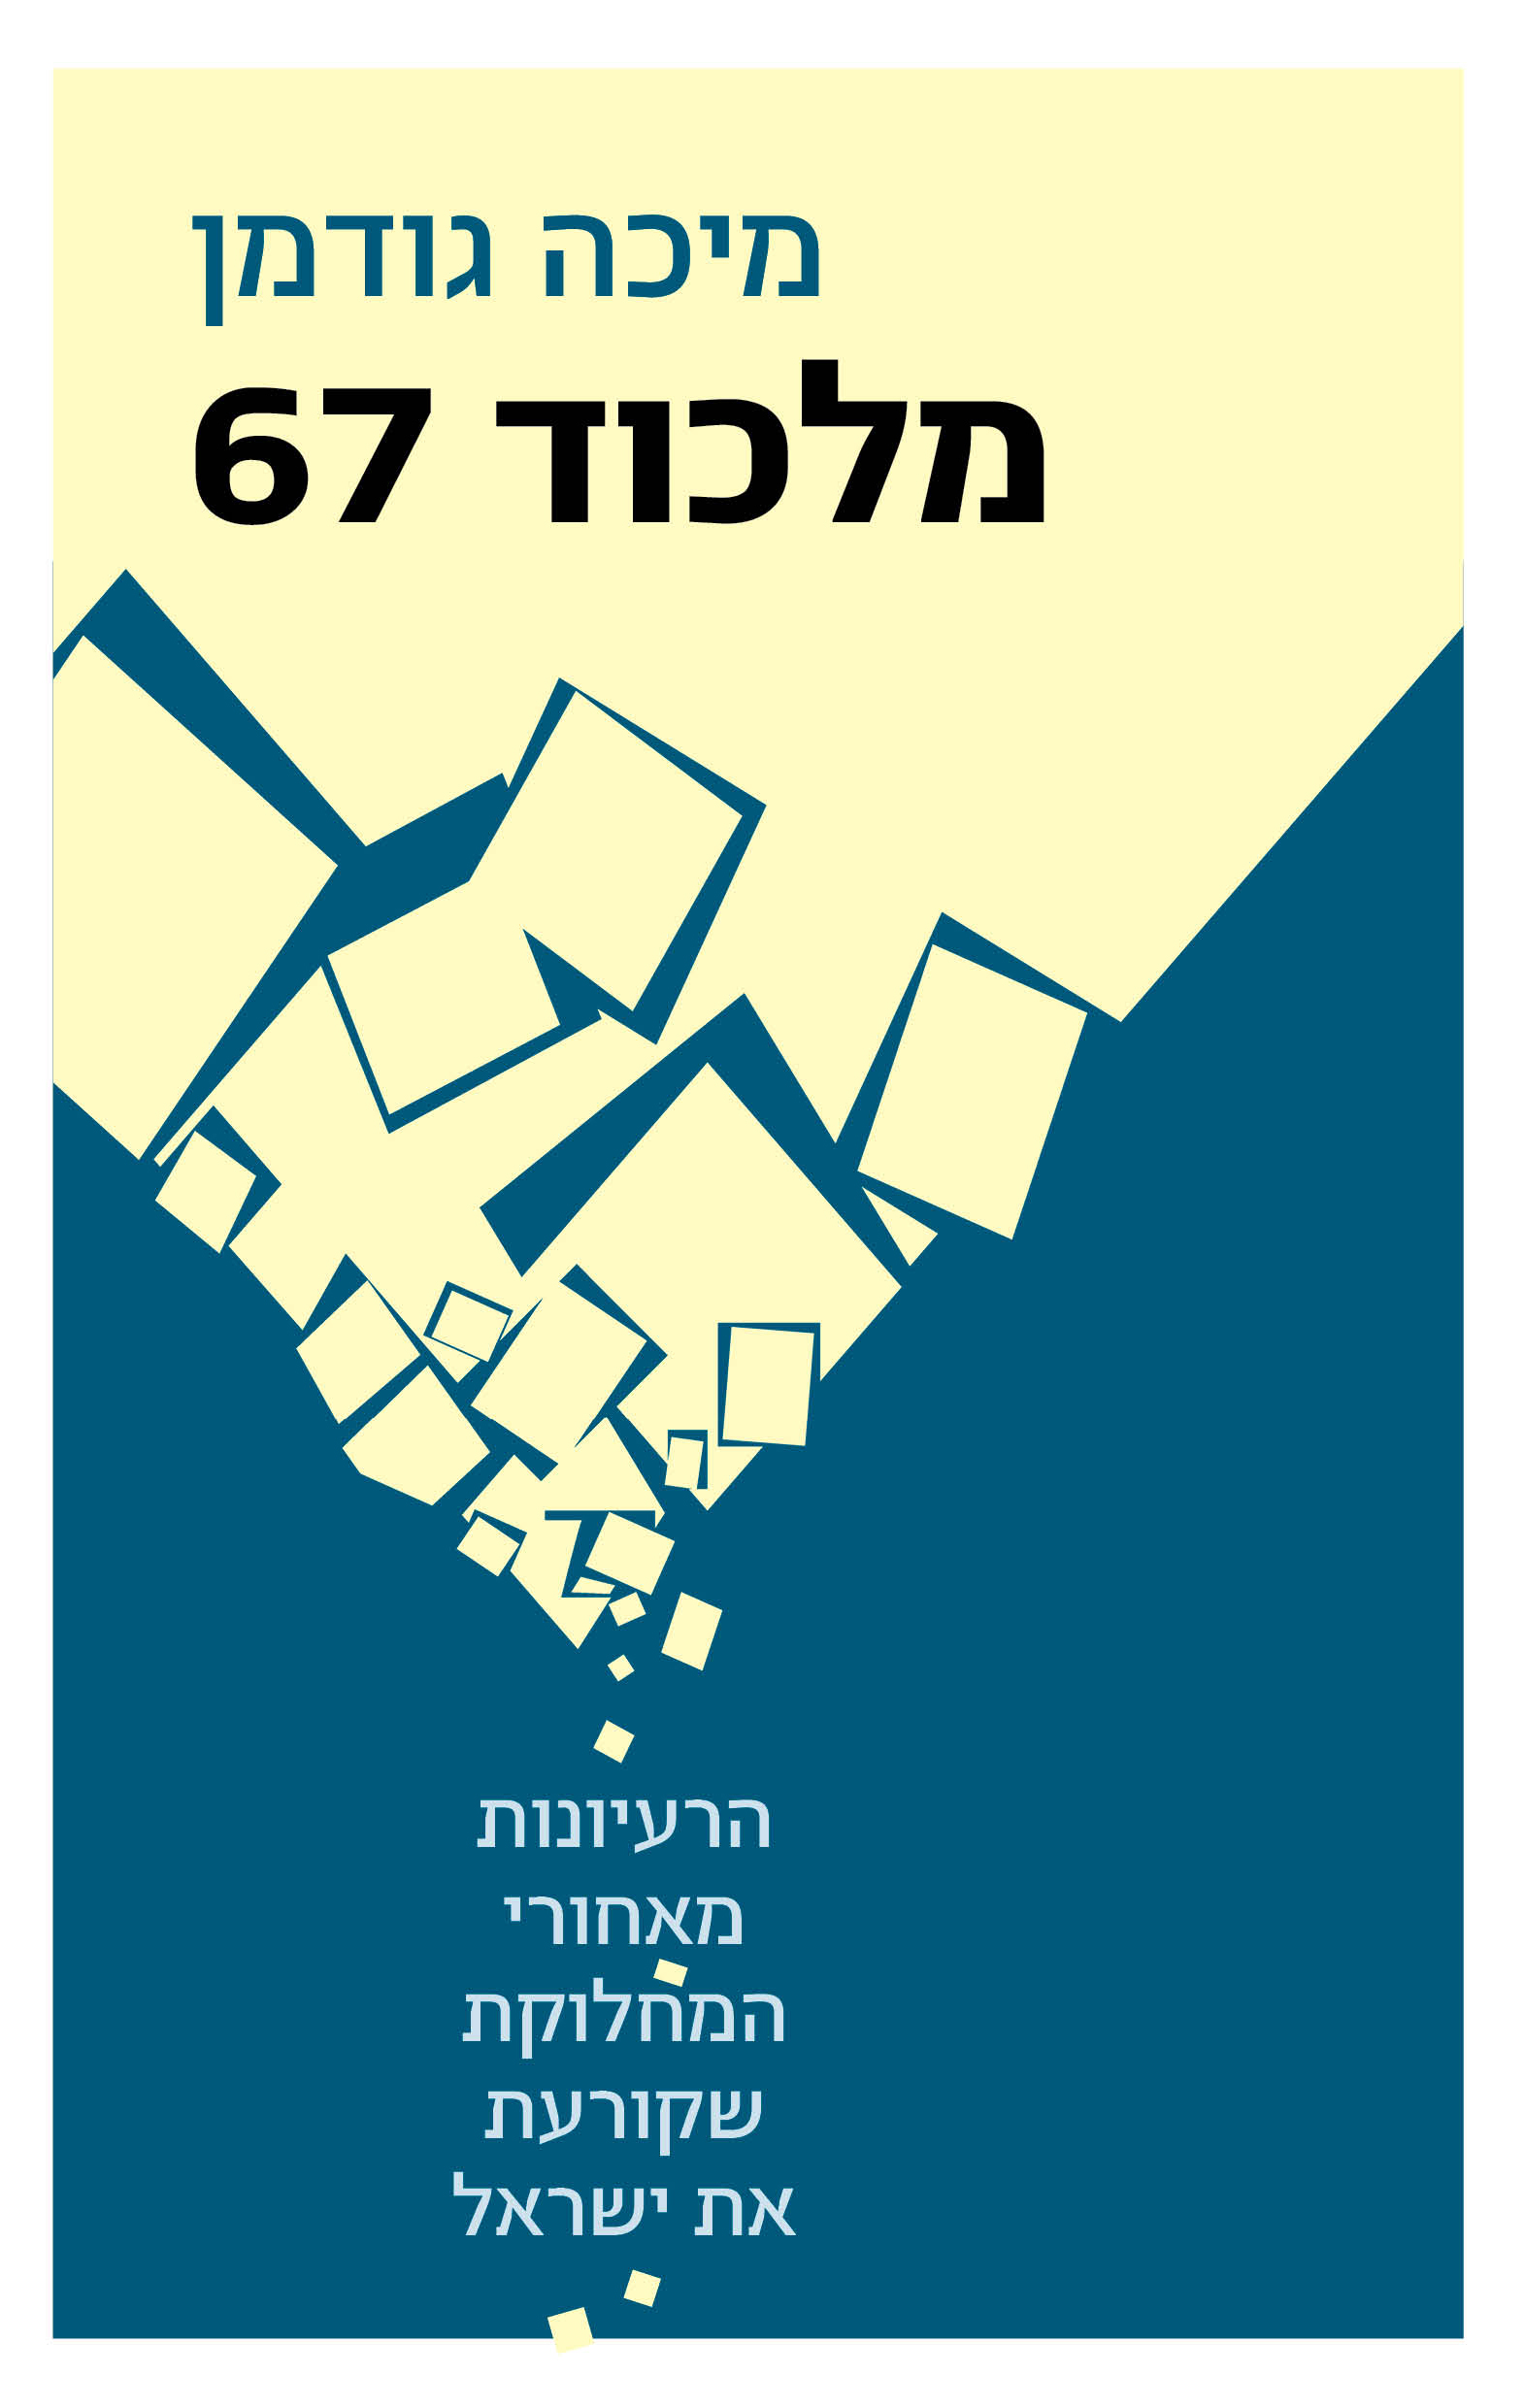 מיכה גודמן
מלכוד 67
הרעיונות
מאחורי
המחלוקת
שקורעת
את ישראל